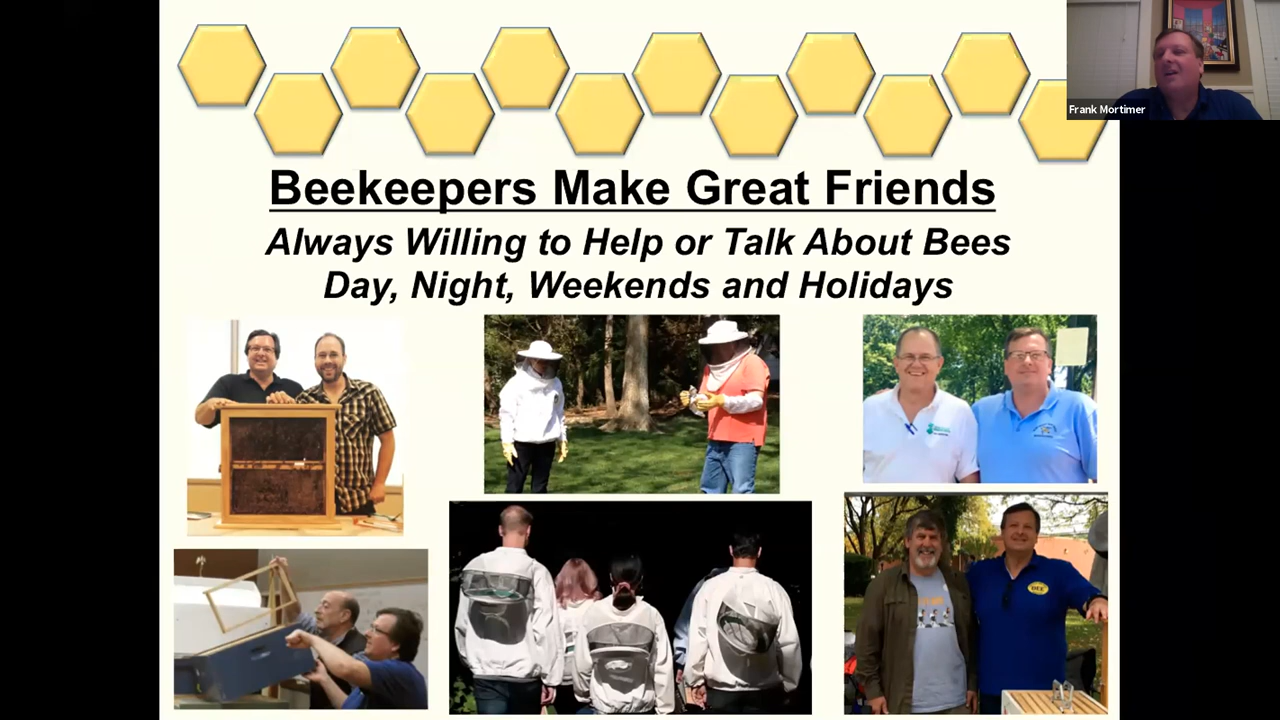 Frank Mortimer
Beekeepers Make Great Friends
Always Willing to Help or Talk About Bees
Day, Night, Weekends and Holidays